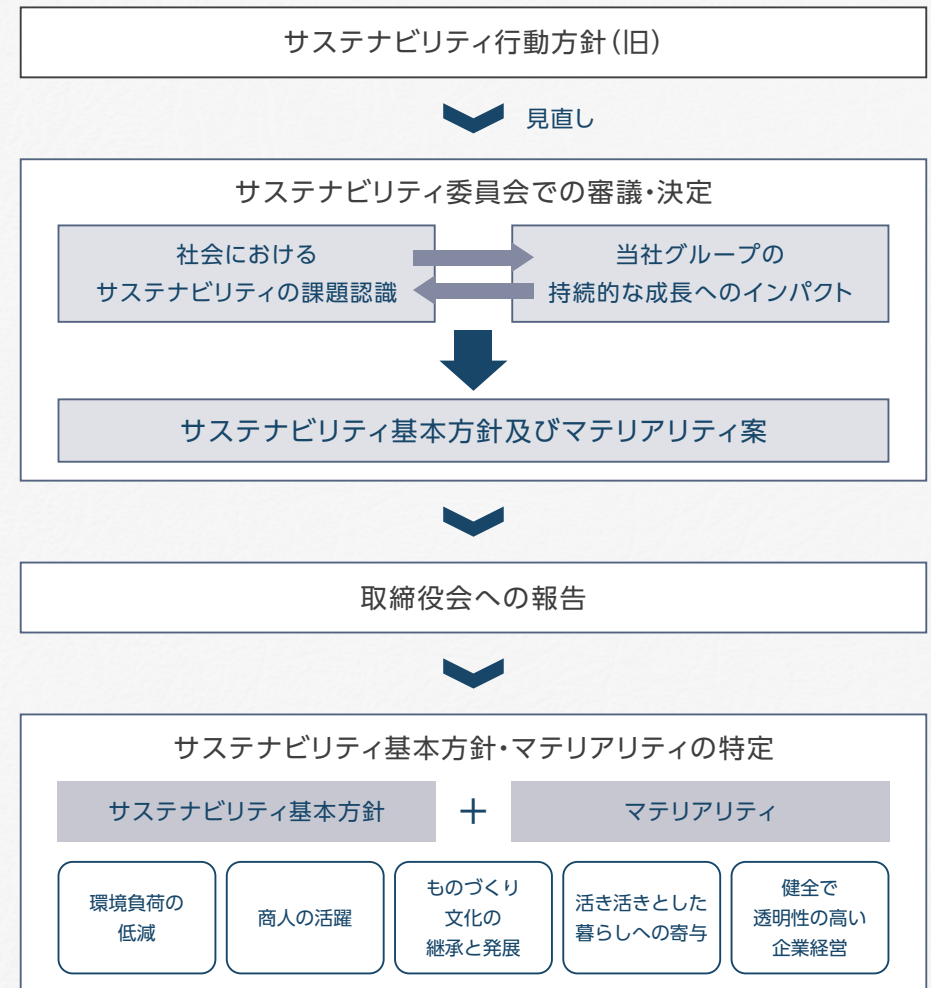 サステナビリティ行動方針(旧)
見直し
サステナビリティ委員会での審議・決定
社会における
サステナビリティの課題認識
当社グループの
持続的な成長へのインパクト
サステナビリティ基本方針及びマテリアリティ案
取締役会への報告
サステナビリティ基本方針・マテリアリティの特定
サステナビリティ基本方針
+
マテリアリティ
環境負荷の
低減
商人の活躍
ものづくり
文化の
継承と発展
活き活きとした
暮らしへの寄与
健全で
透明性の高い
企業経営